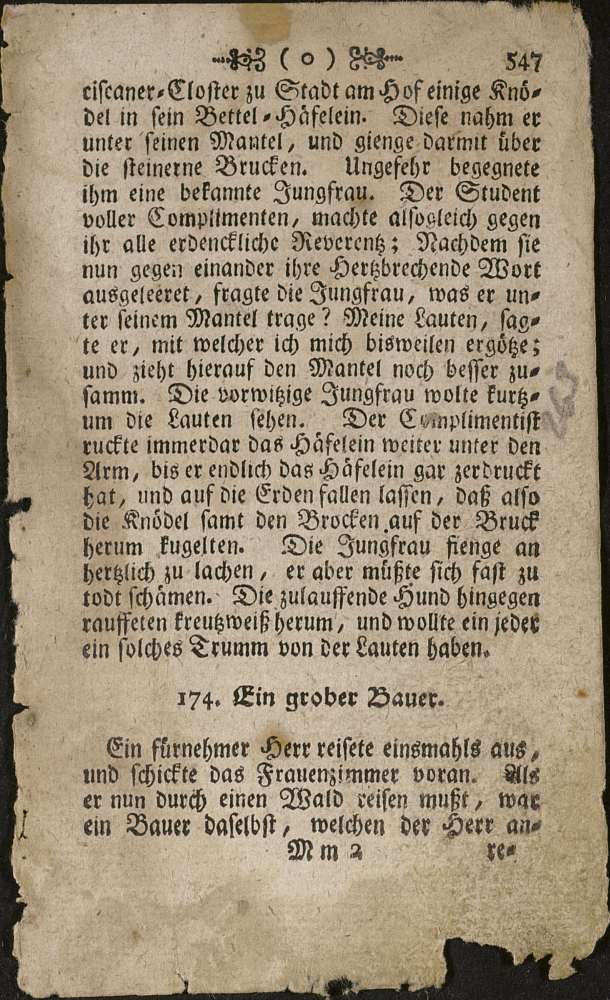 ( o ) 547
ciscaner-Closter zu Stadt am Hof einige Knö-
del in sein Bettel-Häfelein. Diese nahm er
unter seinen Mantel, und gienge darmit über
die steinerne Brucken. Ungefehr begegnete
ihm eine bekannte Jungfrau. Der Student
voller Complimenten, machte alsogleich gegen
ihr alle erdenckliche Reverentz; Nachdem sie
nun gegen einander ihre Hertzbrechende Wort
ausgeleeret, fragte die Jungfrau, was er un-
ter seinem Mantel trage? Meine Lauten, sag-
te er, mit welcher ich mich bisweilen ergötze;
und zieht hierauf den Mantel noch besser zu-
samm. Die vorwitzige Jungfrau wolte kurtz-
um die Lauten sehen. Der Complimentist
ruckte immerdar das Häfelein weiter unter den
Arm, bis er endlich das Häfelein gar zerdruckt
hat, und auf die Erden fallen lassen, daß also
die Knödel samt den Brocken auf der Bruck
herum kugelten. Die Jungfrau fienge an
hertzlich zu lachen, er aber müßte sich fast zu
todt schämen. Die zulauffende Hund hingegen
rauffeten kreutzweiß herum, und wollte ein jeder
ein solches Trumm von der Lauten haben.
174. Ein grober Bauer.
Ein fürnehmer Herr reisete einsmahls aus,
und schickte das Frauenzimmer voran. Als
er nun durch einen Wald reisen mußt, war
ein Bauer daselbst, welchen der Herr an-
M m 2 re-